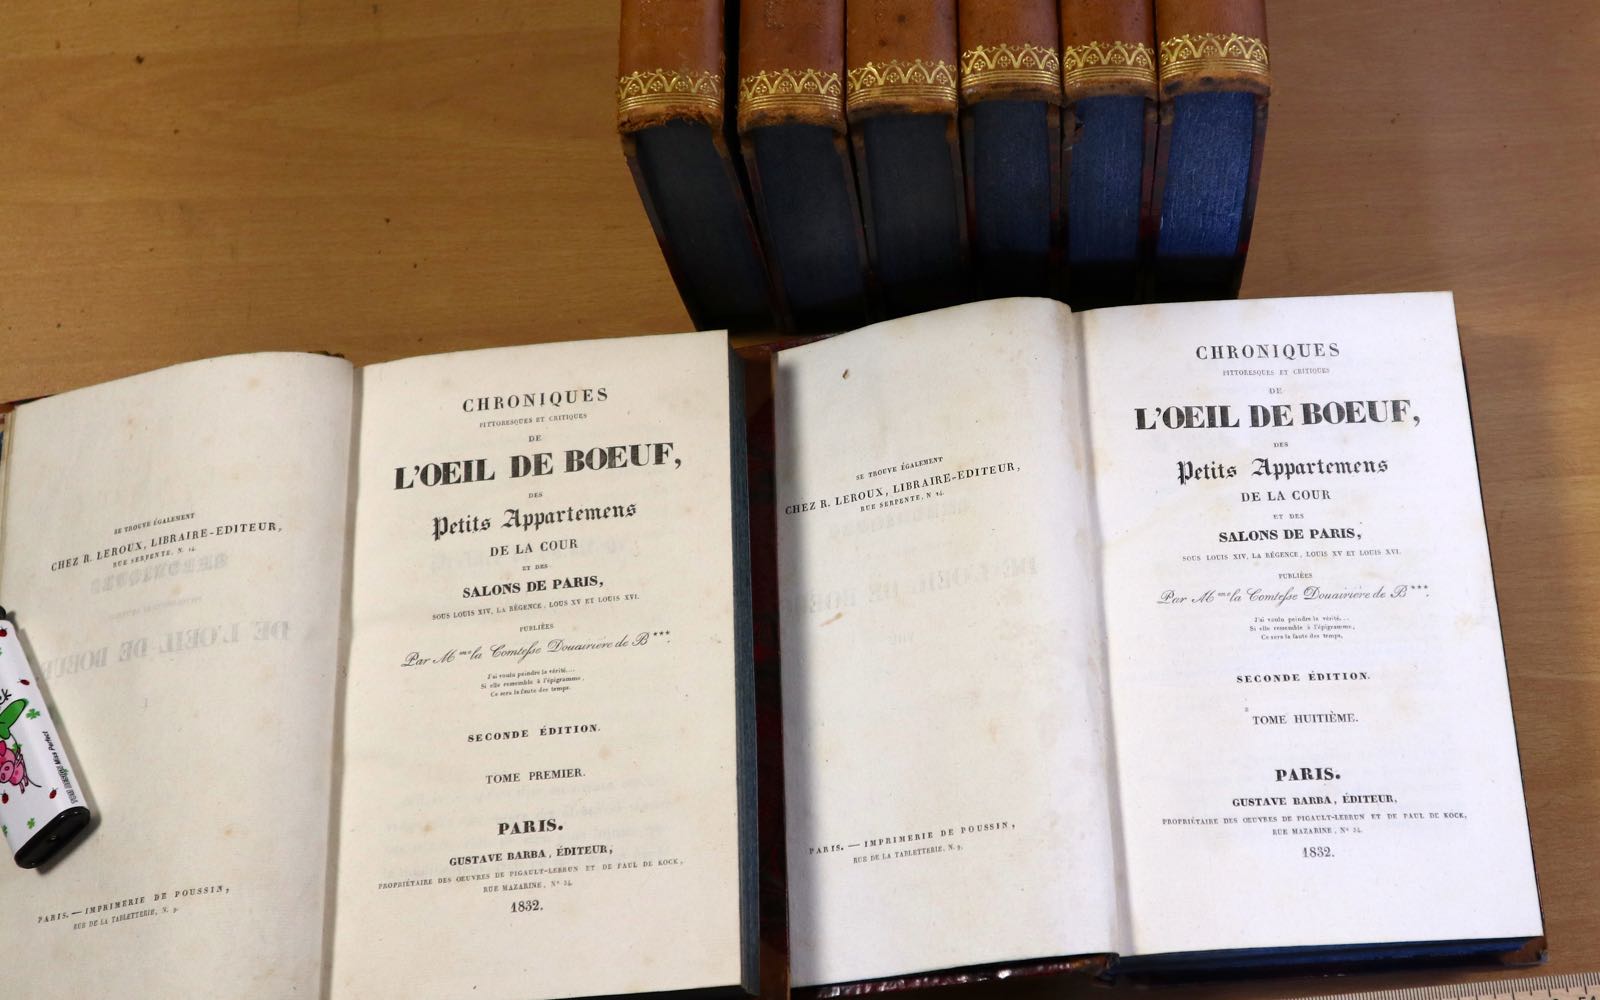 SE TROUVE ÉGALEMENT
CHEZ R. LEROUX, LIBRAIRE-EDITEUR,
RUE SERPENTE, N. 14.
PARIS. — IMPRIMERIE DE POUSSIN,
RUE DE LA TABLETTERIE, N. 9.
CHRONIQUES
PITTORESQUES ET CRITIQUES
DE
L'OEIL DE BOEUF,
DES
Petits Appartemens
DE LA COUR
ET DES
SALONS DE PARIS,
SOUS LOUIS XIV, LA RÉGENCE, LOUS XV ET LOUIS XVI.
PUBLIÉES
Par Mme la Comtesse Douairière de B***.
J'ai voulu peindre la vérité....
Si elle ressemble à l'épigramme,
Ce sera la faute des temps.
SECONDE ÉDITION.
TOME PREMIER.
PARIS.
GUSTAVE BARBA, ÉDITEUR,
PROPRIÉTAIRE DES ŒUVRES DE PIGAULT-LEBRUN ET DE PAUL DE KOCK,
RUE MAZARINE, N° 34.
1832.
SE TROUVE ÉGALEMENT
CHEZ R. LEROUX, LIBRAIRE-EDITEUR,
RUE SERPENTE, N 14.
PARIS. — IMPRIMERIE DE POUSSIN,
RUE DE LA TABLETTERIE, N. 9.
CHRONIQUES
PITTORESQUES ET CRITIQUES
DE
L'OEIL DE BOEUF,
DES
Petits Appartemens
DE LA COUR
ET DES
SALONS DE PARIS,
SOUS LOUIS XIV, LA RÉGENCE, LOUIS XV ET LOUIS XVI.
PUBLIÉES
Par Mme la Comtesse Douairière de B***.
J'ai voulu peindre la vérité...
Si elle ressemble à l'épigramme,
Ce sera la faute des temps,
SECONDE ÉDITION.
TOME HUITIÈME.
PARIS.
GUSTAVE BARBA, ÉDITEUR,
PROPRIÉTAIRE DES ŒUVRES DE PIGAULT-LEBRUN ET DE PAUL DE KOCK,
RUE MAZARINE, N° 34.
1832.